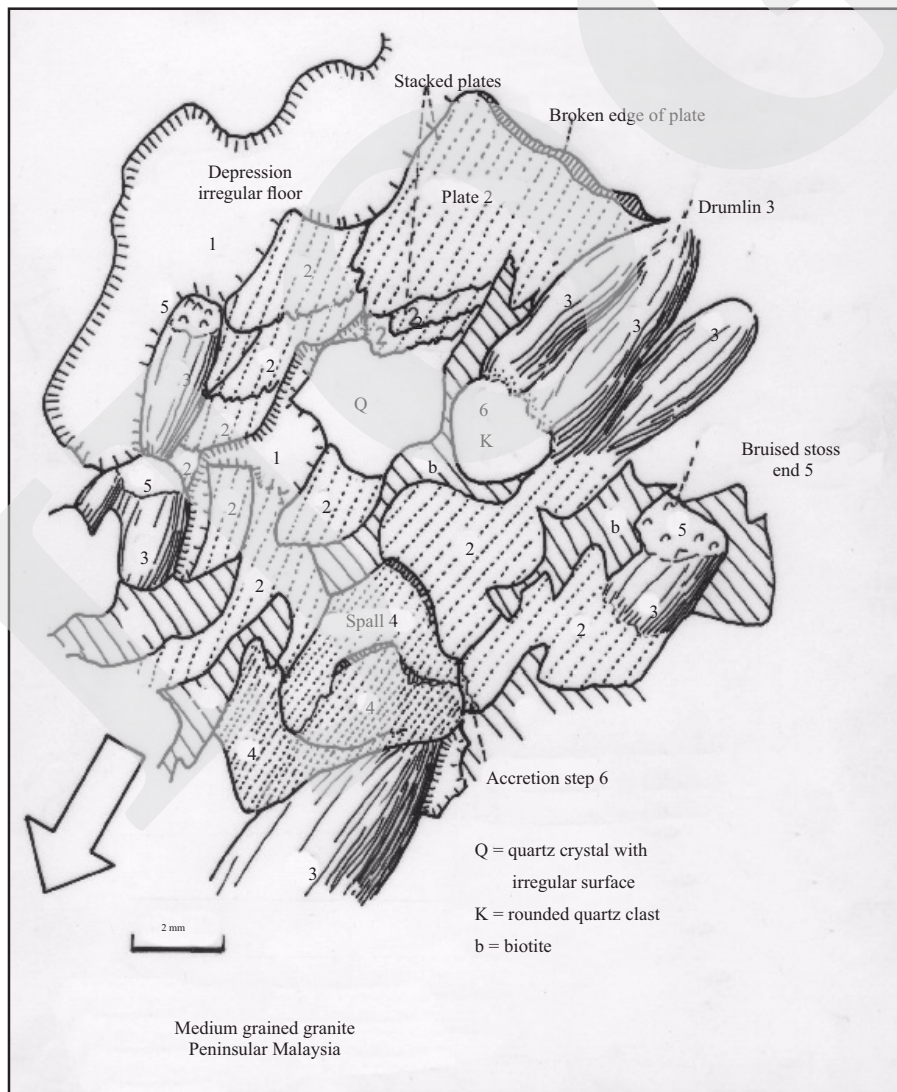 Stacked plates
Broken edge of plate
Depression
irregular floor
Plate 2
Drumlin 3
1
2
3
5
2
2
3
3
3
2
2
Q
6
K
3
2
1
b
Bruised stoss
end 5
2
5
2
2
2
b
5
3
2
3
2
Spall 4
4
4
Accretion step 6
3
Q = quartz crystal with
irregular surface
K = rounded quartz clast
b = biotite
2 mm
Medium grained granite
Peninsular Malaysia